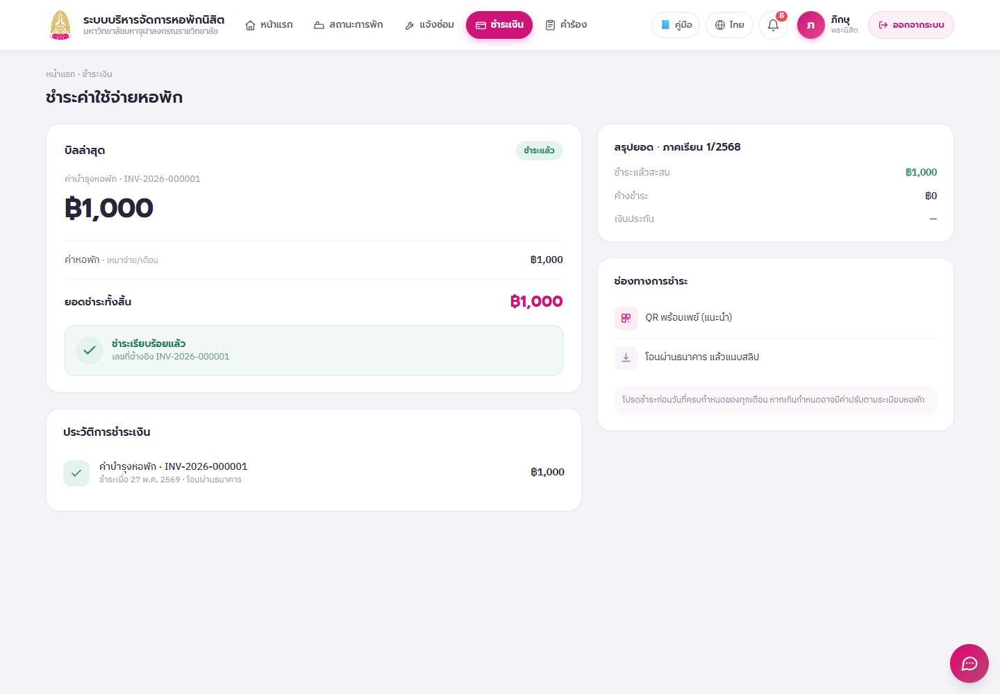 ระบบบริหารจัดการหอพักนิสิต
มหาวิทยาลัยมหาจุฬาลงกรณราชวิทยาลัย
หน้าแรก
สถานะการพัก
แจ้งซ่อม
ชำระเงิน
คำร้อง
คู่มือ
ไทย
8
ภ
ภิกษุ
พระนิสิต
ออกจากระบบ
หน้าแรก · ชำระเงิน
ชำระค่าใช้จ่ายหอพัก
บิลล่าสุด
ชำระแล้ว
ค่าบำรุงหอพัก · INV-2026-000001
฿1,000
ค่าหอพัก · เหมาจ่าย/เดือน
฿1,000
ยอดชำระทั้งสิ้น
฿1,000
ชำระเรียบร้อยแล้ว
เลขที่อ้างอิง INV-2026-000001
ประวัติการชำระเงิน
ค่าบำรุงหอพัก · INV-2026-000001
ชำระเมื่อ 27 พ.ค. 2569 · โอนผ่านธนาคาร
฿1,000
สรุปยอด · ภาคเรียน 1/2568
ชำระแล้วสะสม
฿1,000
ค้างชำระ
฿0
เงินประกัน
—
ช่องทางการชำระ
QR พร้อมเพย์ (แนะนำ)
โอนผ่านธนาคาร แล้วแนบสลิป
โปรดชำระก่อนวันที่ครบกำหนดของทุกเดือน หากเกินกำหนดอาจมีค่าปรับตามระเบียบหอพัก